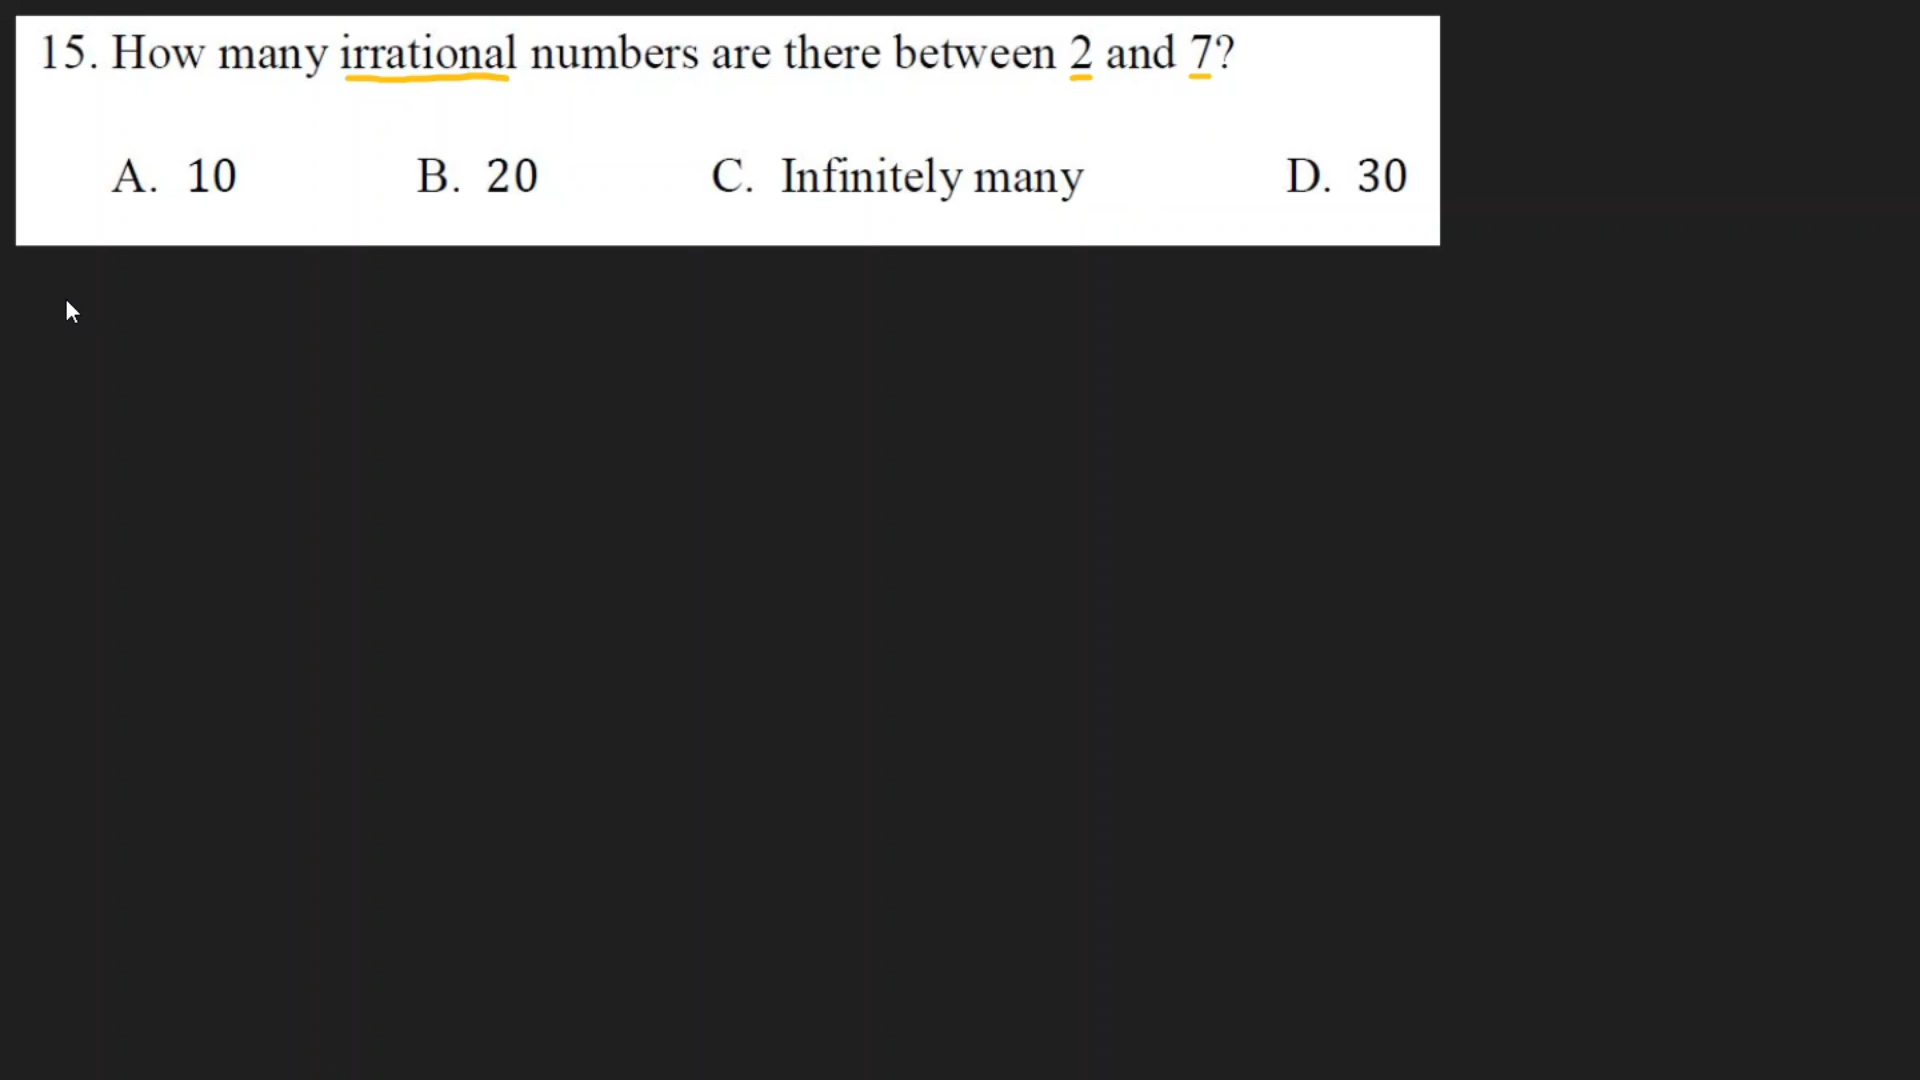 15. How many irrational numbers are there between 2 and 7?
A. 10 B. 20 C. Infinitely many D. 30